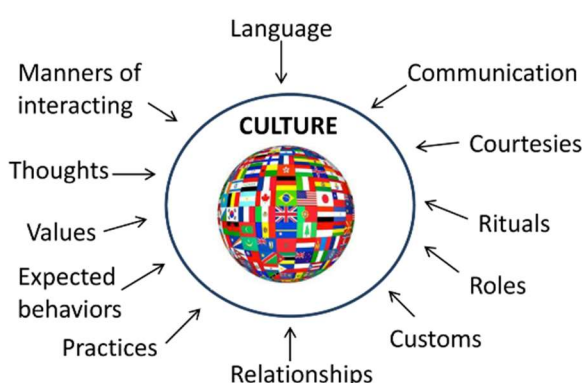 Language
Manners of
interacting
Communication
CULTURE
Courtesies
Thoughts
Values
Rituals
Expected
behaviors
Roles
Practices
Customs
Relationships